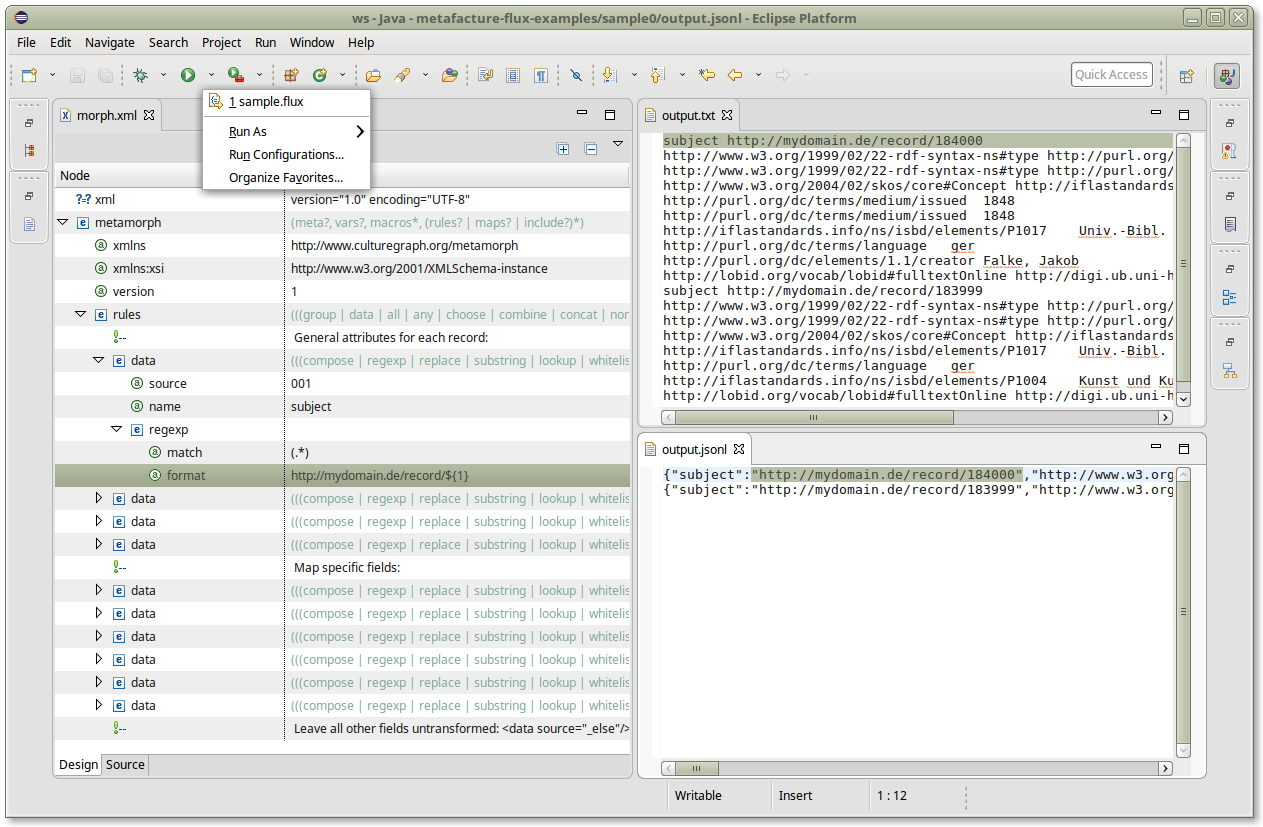 ws - Java - metafacture-flux-examples/sample0/output.jsonl - Eclipse Platform
File Edit Navigate Search Project Run Window Help
Quick Access
1 sample.flux
Run As
Run Configurations...
Organize Favorites...
morph.xml
Node
?=? xml version="1.0" encoding="UTF-8"
e metamorph (meta?, vars?, macros*, (rules? | maps? | include?)*)
a xmlns http://www.culturegraph.org/metamorph
a xmlns:xsi http://www.w3.org/2001/XMLSchema-instance
a version 1
e rules (((group | data | all | any | choose | combine | concat | nor
!-- General attributes for each record:
e data (((compose | regexp | replace | substring | lookup | whitelis
a source 001
a name subject
e regexp
a match (.*)
a format http://mydomain.de/record/${1}
e data (((compose | regexp | replace | substring | lookup | whitelis
e data (((compose | regexp | replace | substring | lookup | whitelis
e data (((compose | regexp | replace | substring | lookup | whitelis
!-- Map specific fields:
e data (((compose | regexp | replace | substring | lookup | whitelis
e data (((compose | regexp | replace | substring | lookup | whitelis
e data (((compose | regexp | replace | substring | lookup | whitelis
e data (((compose | regexp | replace | substring | lookup | whitelis
e data (((compose | regexp | replace | substring | lookup | whitelis
e data (((compose | regexp | replace | substring | lookup | whitelis
!-- Leave all other fields untransformed: <data source="_else"/>
Design Source
output.txt
subject http://mydomain.de/record/184000
http://www.w3.org/1999/02/22-rdf-syntax-ns#type http://purl.org/
http://www.w3.org/1999/02/22-rdf-syntax-ns#type http://purl.org/
http://www.w3.org/2004/02/skos/core#Concept http://iflastandards
http://purl.org/dc/terms/medium/issued 1848
http://purl.org/dc/terms/medium/issued 1848
http://iflastandards.info/ns/isbd/elements/P1017 Univ.-Bibl.
http://purl.org/dc/terms/language ger
http://purl.org/dc/elements/1.1/creator Falke, Jakob
http://lobid.org/vocab/lobid#fulltextOnline http://digi.ub.uni-h
subject http://mydomain.de/record/183999
http://www.w3.org/1999/02/22-rdf-syntax-ns#type http://purl.org/
http://www.w3.org/1999/02/22-rdf-syntax-ns#type http://purl.org/
http://www.w3.org/2004/02/skos/core#Concept http://iflastandards
http://iflastandards.info/ns/isbd/elements/P1017 Univ.-Bibl.
http://purl.org/dc/terms/language ger
http://iflastandards.info/ns/isbd/elements/P1004 Kunst und Ku
http://lobid.org/vocab/lobid#fulltextOnline http://digi.ub.uni-h
output.jsonl
{"subject":"http://mydomain.de/record/184000","http://www.w3.org
{"subject":"http://mydomain.de/record/183999","http://www.w3.org
Writable Insert 1 : 12